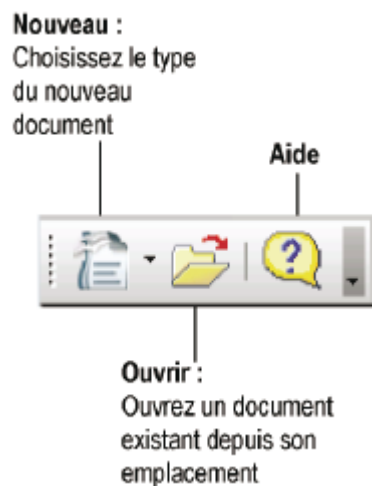 Nouveau :
Choisissez le type
du nouveau
document
Aide
?
Ouvrir :
Ouvrez un document
existant depuis son
emplacement